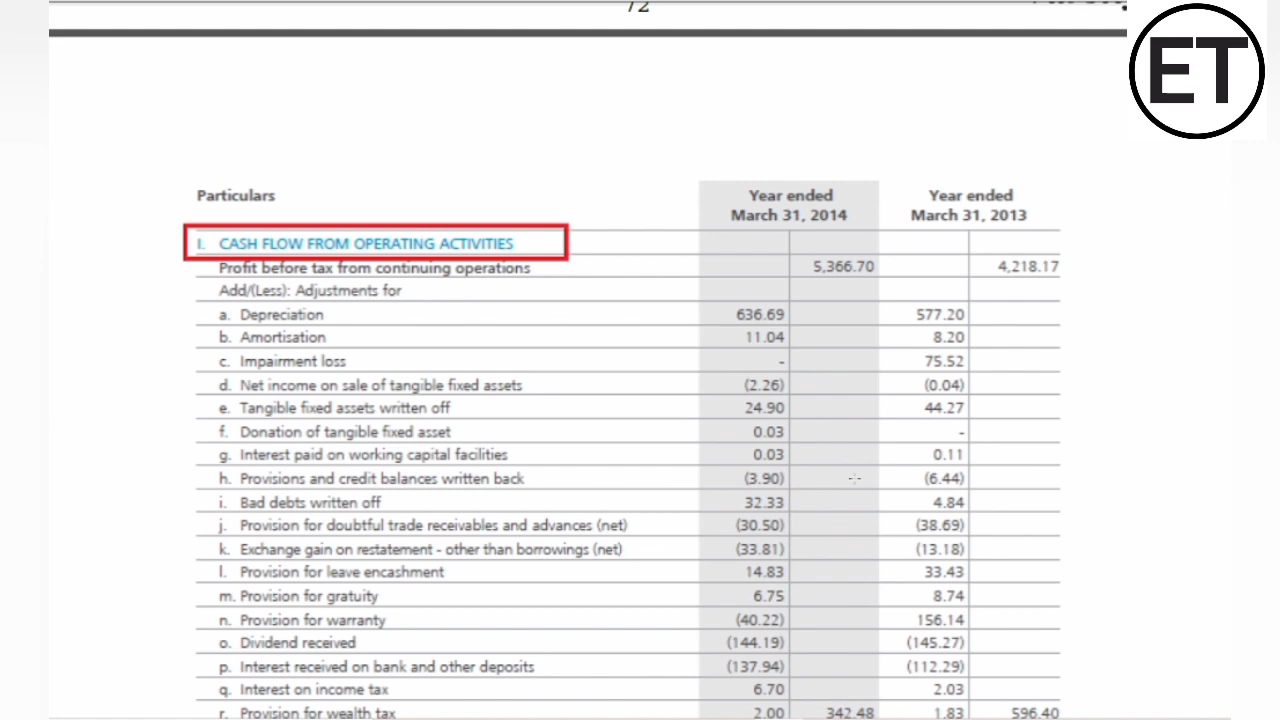 72
ET
Particulars Year ended March 31, 2014 Year ended March 31, 2013
I. CASH FLOW FROM OPERATING ACTIVITIES
Profit before tax from continuing operations 5,366.70 4,218.17
Add/(Less): Adjustments for
a. Depreciation 636.69 577.20
b. Amortisation 11.04 8.20
c. Impairment loss - 75.52
d. Net income on sale of tangible fixed assets (2.26) (0.04)
e. Tangible fixed assets written off 24.90 44.27
f. Donation of tangible fixed asset 0.03 -
g. Interest paid on working capital facilities 0.03 0.11
h. Provisions and credit balances written back (3.90) (6.44)
i. Bad debts written off 32.33 4.84
j. Provision for doubtful trade receivables and advances (net) (30.50) (38.69)
k. Exchange gain on restatement - other than borrowings (net) (33.81) (13.18)
l. Provision for leave encashment 14.83 33.43
m. Provision for gratuity 6.75 8.74
n. Provision for warranty (40.22) 156.14
o. Dividend received (144.19) (145.27)
p. Interest received on bank and other deposits (137.94) (112.29)
q. Interest on income tax 6.70 2.03
r. Provision for wealth tax 2.00 342.48 1.83 596.40